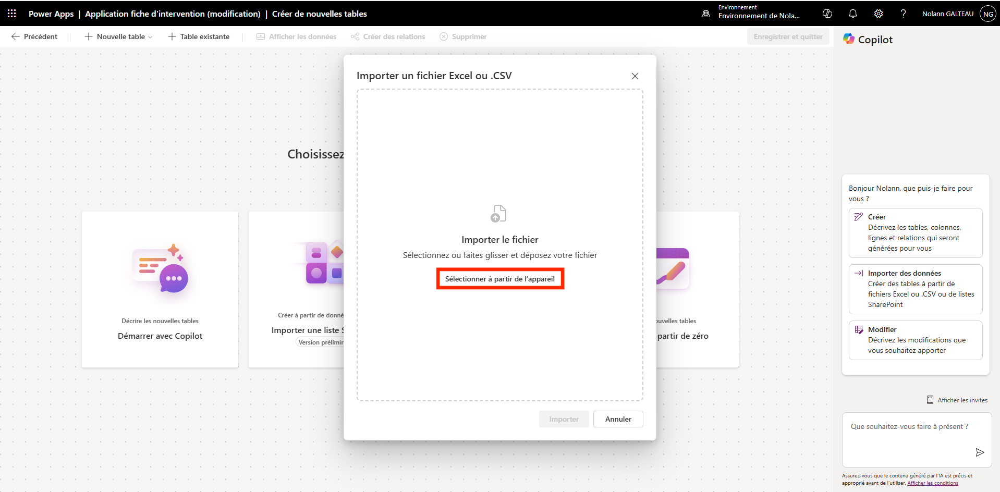 Power Apps | Application fiche d'intervention (modification) | Créer de nouvelles tables
Environnement
Environnement de Nola...
Nolann GALTEAU
NG
Précédent
Nouvelle table
Table existante
Afficher les données
Créer des relations
Supprimer
Enregistrer et quitter
Copilot
Importer un fichier Excel ou .CSV
Choisissez
Importer le fichier
Sélectionnez ou faites glisser et déposez votre fichier
Sélectionner à partir de l'appareil
Importer
Annuler
Décrire les nouvelles tables
Démarrer avec Copilot
Créer à partir de donné
Importer une liste S
Version prélimin
ouvelles tables
partir de zéro
Bonjour Nolann, que puis-je faire pour
vous ?
Créer
Décrivez les tables, colonnes,
lignes et relations qui seront
générées pour vous
Importer des données
Créer des tables à partir de
fichiers Excel ou .CSV ou de listes
SharePoint
Modifier
Décrivez les modifications que
vous souhaitez apporter
Afficher les invites
Que souhaitez-vous faire à présent ?
Assurez-vous que le contenu généré par l'IA est précis et
approprié avant de l'utiliser. Afficher les conditions